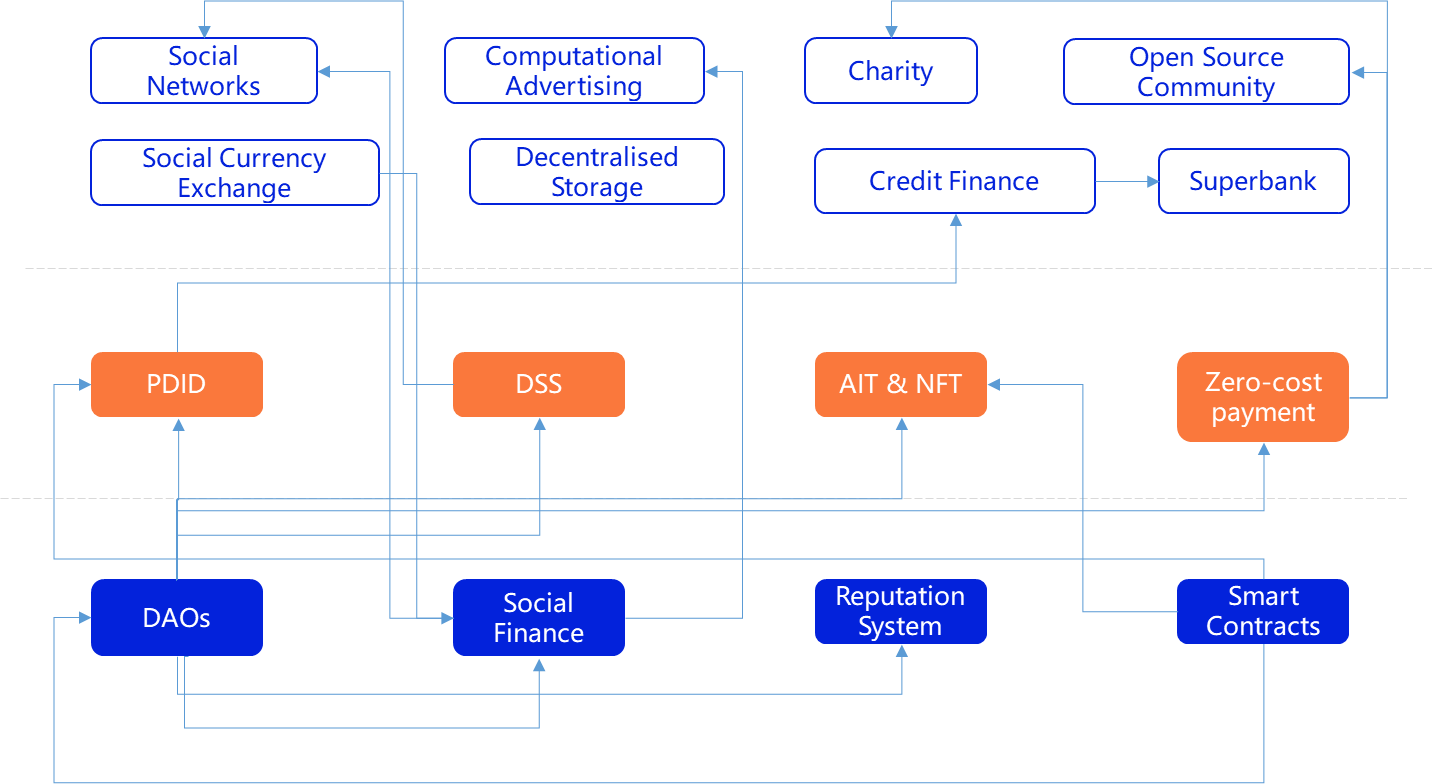 Social
Networks
Computational
Advertising
Charity
Open Source
Community
Social Currency
Exchange
Decentralised
Storage
Credit Finance
Superbank
PDID
DSS
AIT & NFT
Zero-cost
payment
DAOs
Social
Finance
Reputation
System
Smart
Contracts